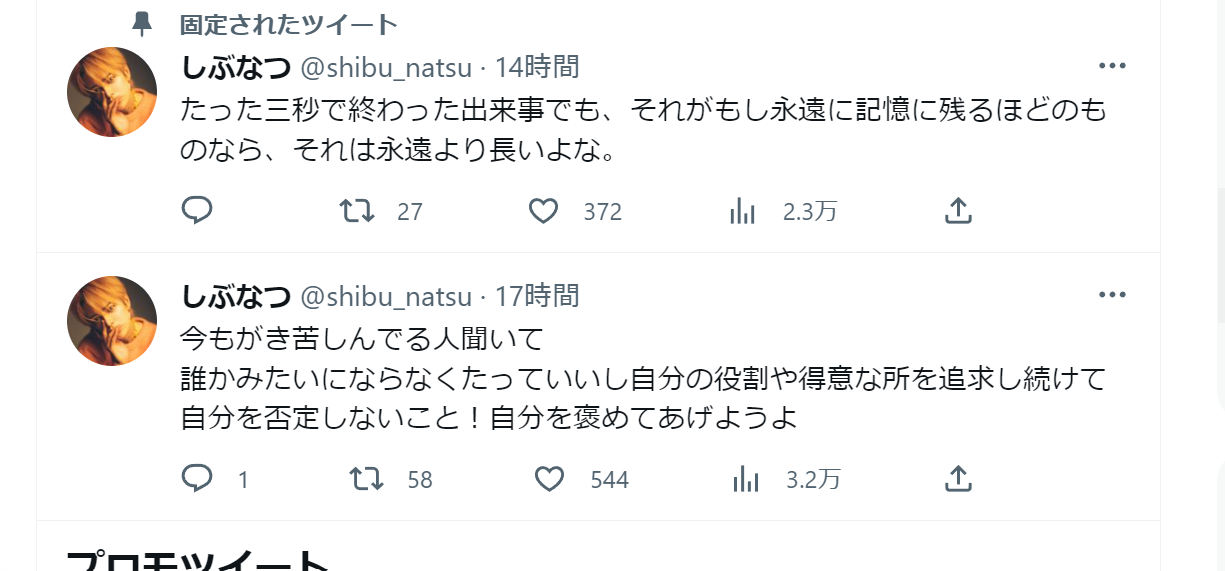 固定されたツイート
しぶなつ @shibu_natsu · 14時間
たった三秒で終わった出来事でも、それがもし永遠に記憶に残るほどのも
のなら、それは永遠より長いよな。
27 372 2.3万
しぶなつ @shibu_natsu · 17時間
今もがき苦しんでる人聞いて
誰かみたいにならなくたっていいし自分の役割や得意な所を追求し続けて
自分を否定しないこと！自分を褒めてあげようよ
1 58 544 3.2万
プロモツイート